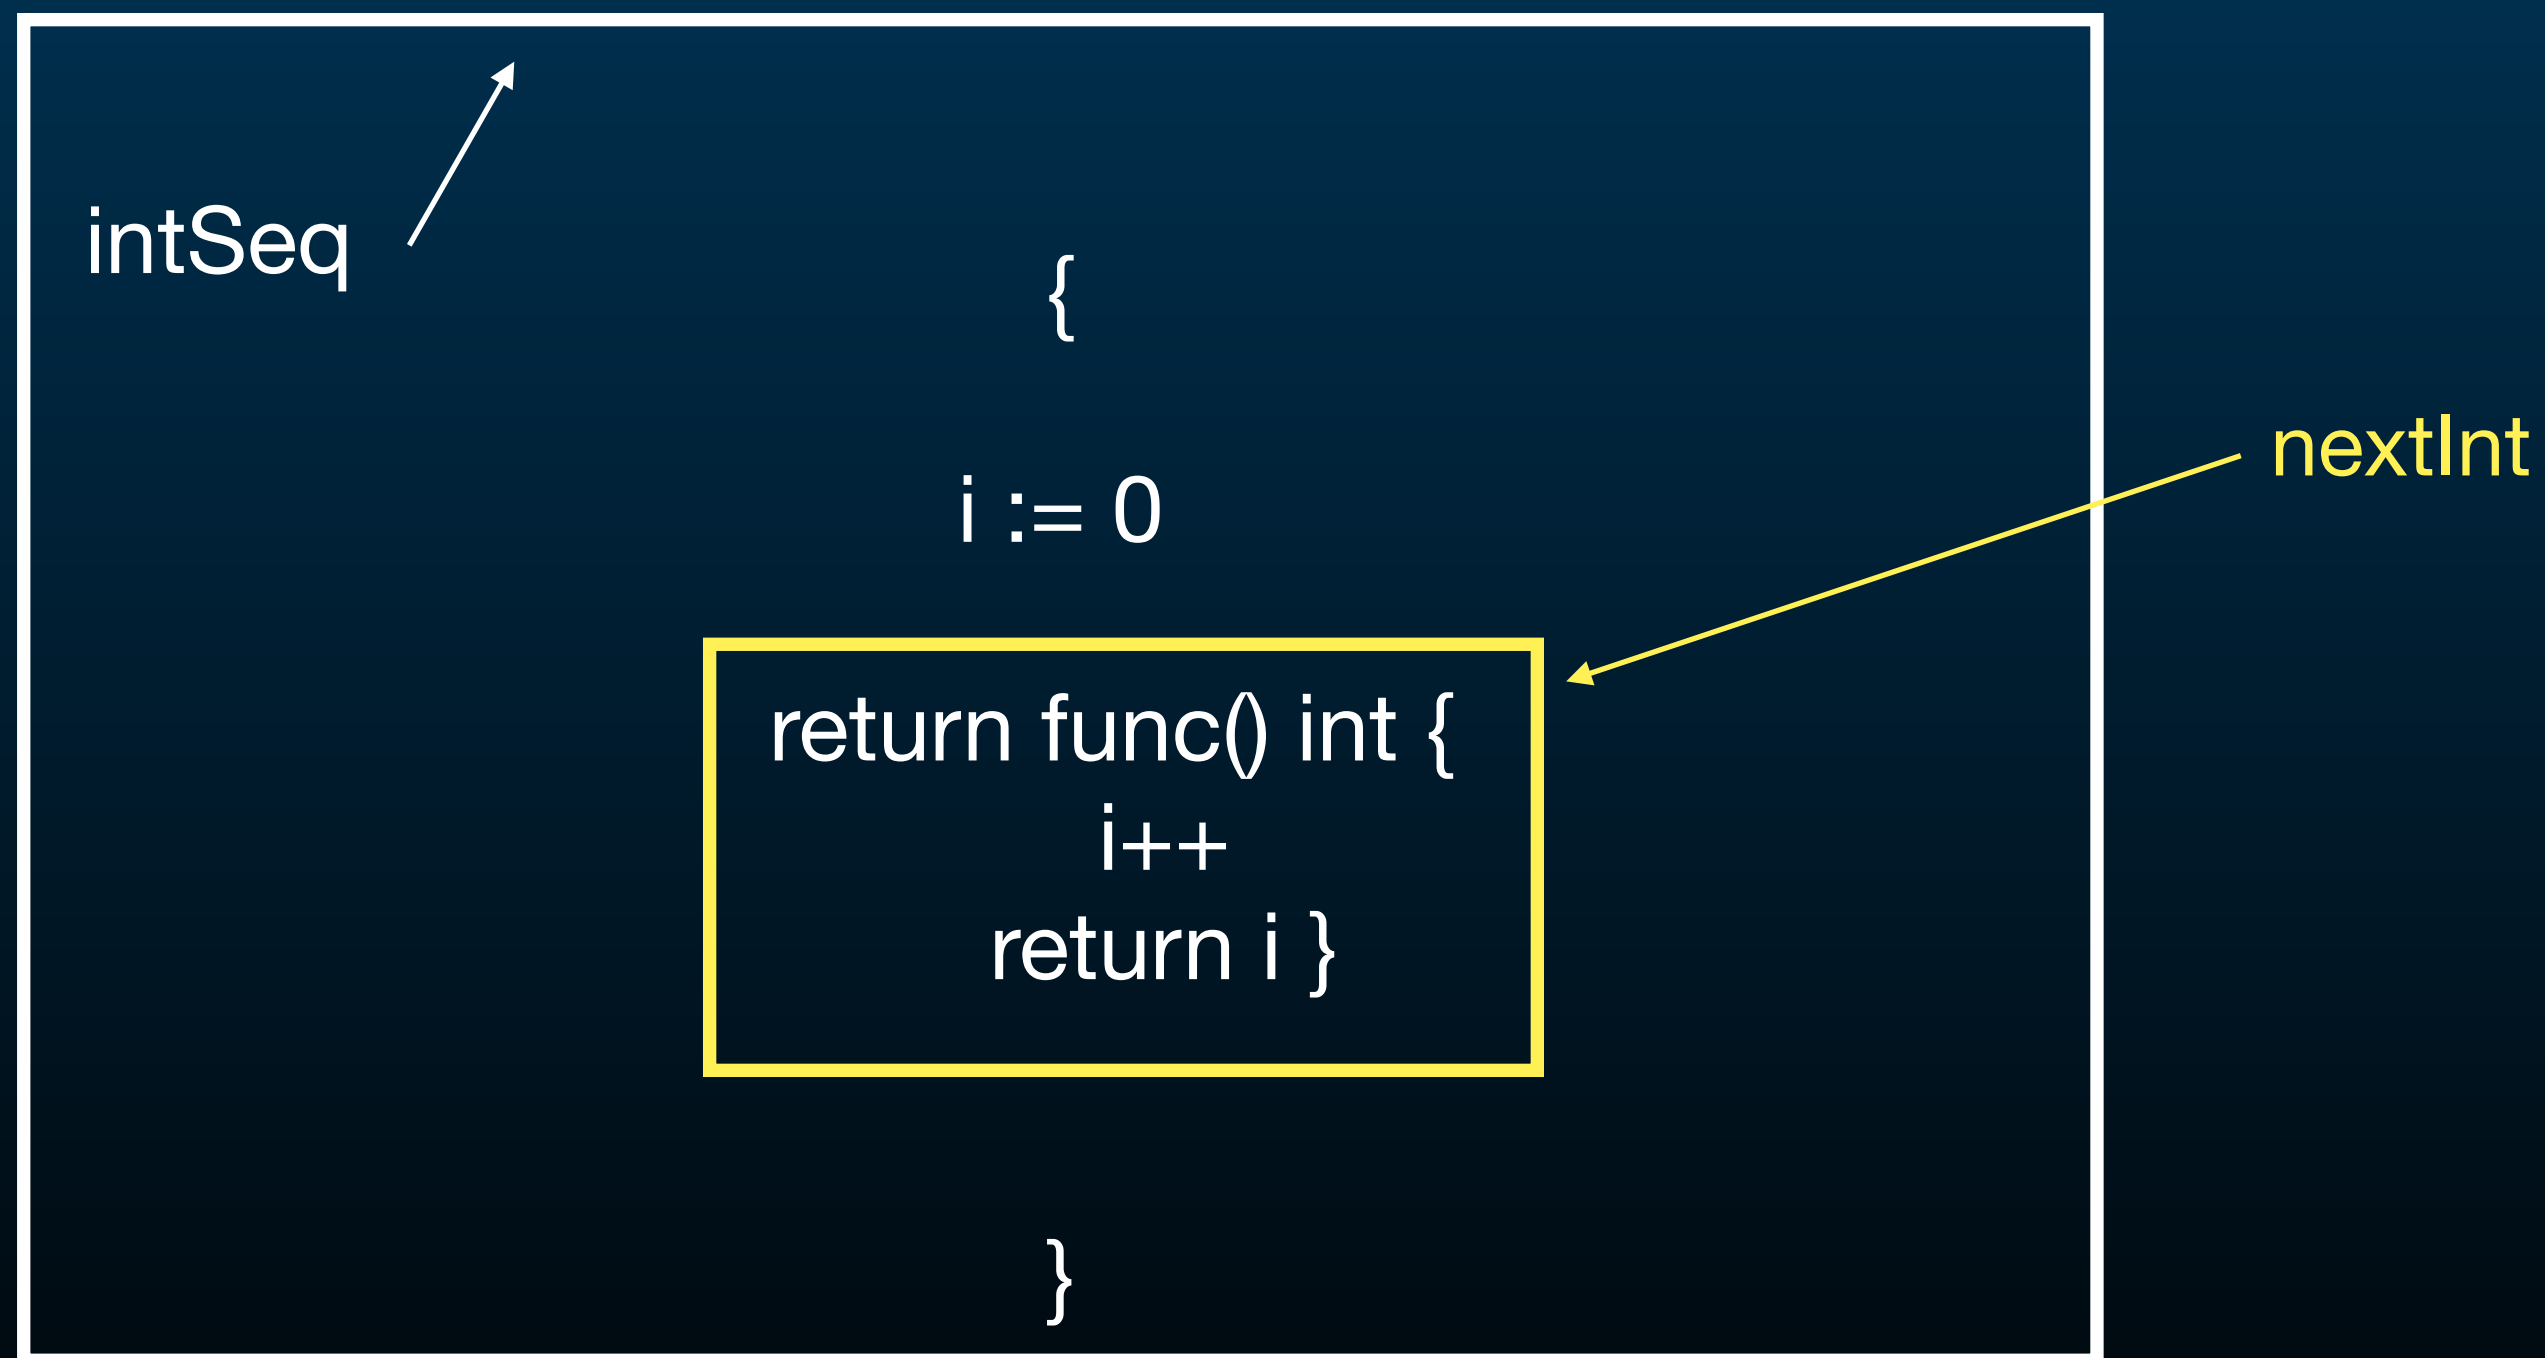 intSeq
{
nextInt
i := 0
return func() int {
i++
return i }
}